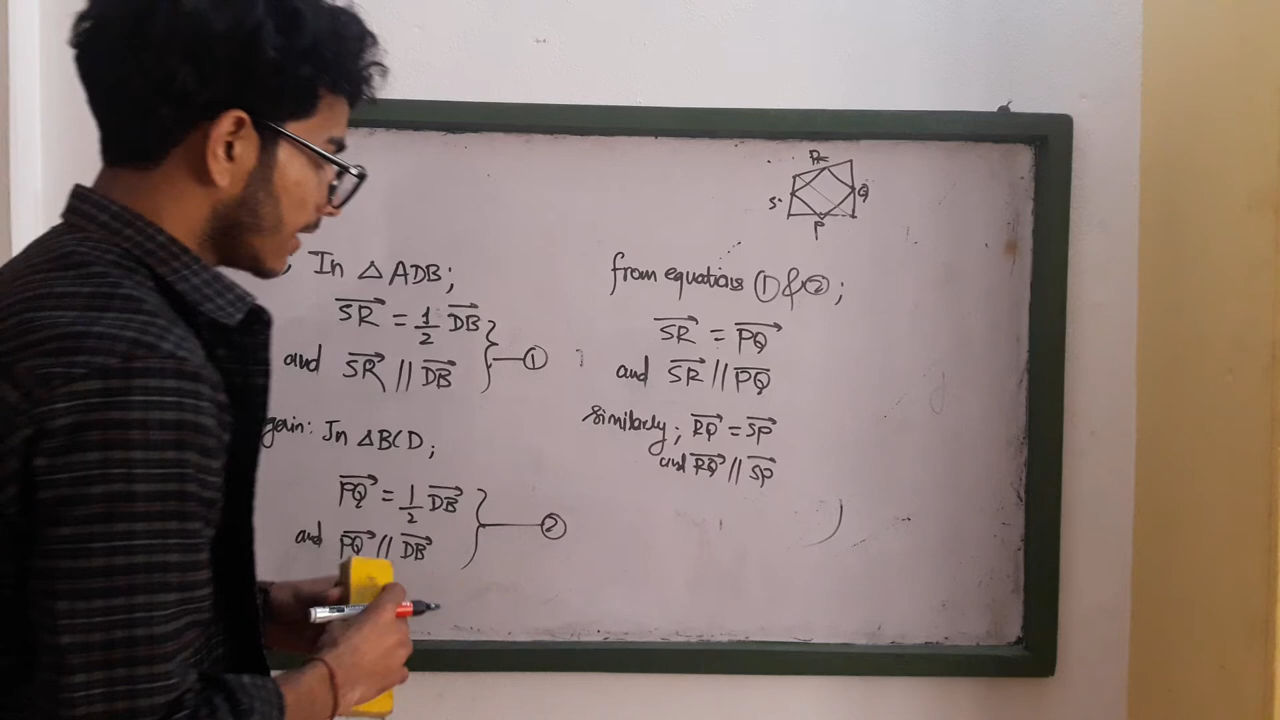 In △ADB;
SR⃗ = 1/2 DB⃗
and SR⃗ // DB⃗ } — ①
gain: In △BCD,
PQ⃗ = 1/2 DB⃗
and PQ⃗ // DB⃗ } — ②
S
P
Q
from equations ① & ②;
SR⃗ = PQ⃗
and SR⃗ // PQ⃗
Similarly; RQ⃗ = SP⃗
and RQ⃗ // SP⃗